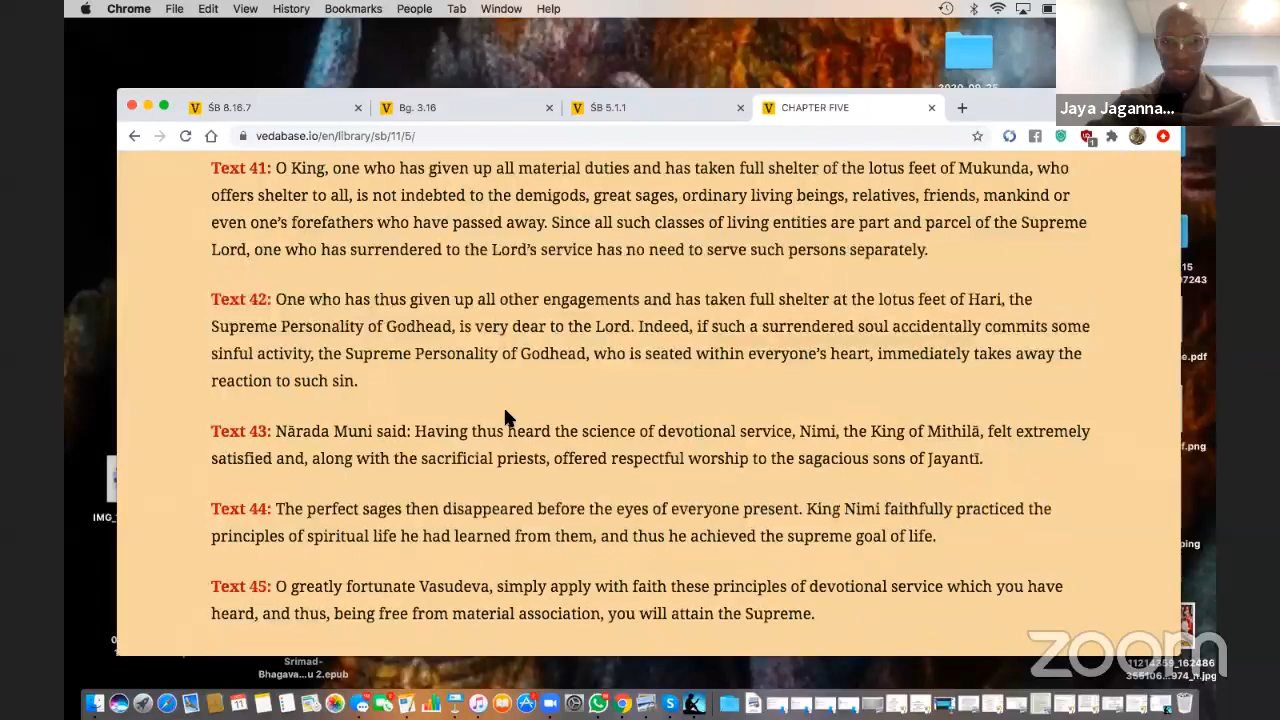 Chrome File Edit View History Bookmarks People Tab Window Help
Jaya Jaganna...
ŚB 8.16.7
Bg. 3.16
ŚB 5.1.1
CHAPTER FIVE
vedabase.io/en/library/sb/11/5/
Text 41: O King, one who has given up all material duties and has taken full shelter of the lotus feet of Mukunda, who
offers shelter to all, is not indebted to the demigods, great sages, ordinary living beings, relatives, friends, mankind or
even one's forefathers who have passed away. Since all such classes of living entities are part and parcel of the Supreme
Lord, one who has surrendered to the Lord's service has no need to serve such persons separately.
Text 42: One who has thus given up all other engagements and has taken full shelter at the lotus feet of Hari, the
Supreme Personality of Godhead, is very dear to the Lord. Indeed, if such a surrendered soul accidentally commits some
sinful activity, the Supreme Personality of Godhead, who is seated within everyone's heart, immediately takes away the
reaction to such sin.
Text 43: Nārada Muni said: Having thus heard the science of devotional service, Nimi, the King of Mithilā, felt extremely
satisfied and, along with the sacrificial priests, offered respectful worship to the sagacious sons of Jayantī.
Text 44: The perfect sages then disappeared before the eyes of everyone present. King Nimi faithfully practiced the
principles of spiritual life he had learned from them, and thus he achieved the supreme goal of life.
Text 45: O greatly fortunate Vasudeva, simply apply with faith these principles of devotional service which you have
heard, and thus, being free from material association, you will attain the Supreme.
15
07243
e.pdf
f.png
ping
IMG_
Srimad-
Bhagava...u 2.epub
zoom
11214359_162486
355106...4_n.jpg